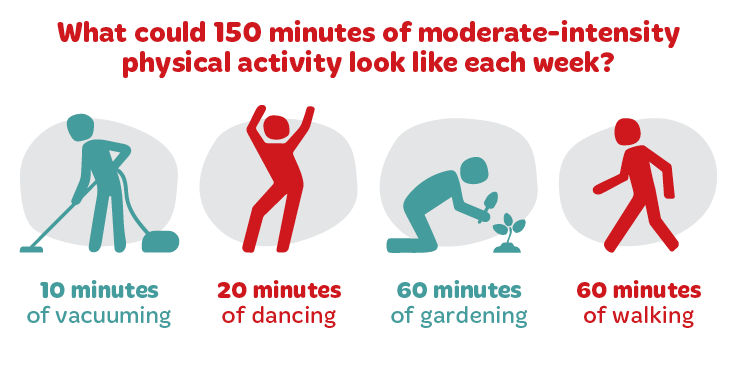 What could 150 minutes of moderate-intensity
physical activity look like each week?
10 minutes
of vacuuming
20 minutes
of dancing
60 minutes
of gardening
60 minutes
of walking